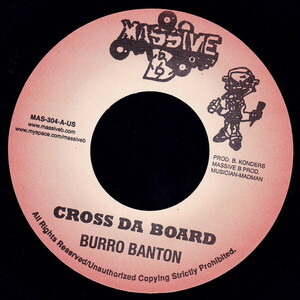 MASSIVE
B
MAS-304-A-US
www.massiveb.com
www.myspace.com/massiveb
PROD. B. KONDERS
MASSIVE B PROD.
MUSICIAN-MADMAN
CROSS DA BOARD
BURRO BANTON
All Rights Reserved/Unauthorized Copying Strictly Prohibited.